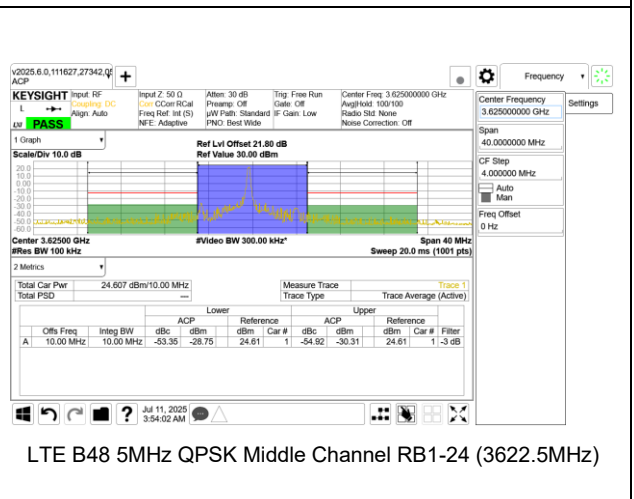 v2025.6.0,111627,27342,
ACP
+
Frequency
KEYSIGHT
L
LXI
PASS
Input: RF
Coupling: DC
Align: Auto
Input Z: 50 Ω
Corr CCorr RCal
Freq Ref: Int (S)
NFE: Adaptive
Atten: 30 dB
Preamp: Off
µW Path: Standard
PNO: Best Wide
Trig: Free Run
Gate: Off
IF Gain: Low
Center Freq: 3.625000000 GHz
Avg|Hold: 100/100
Radio Std: None
Noise Correction: Off
Center Frequency
3.625000000 GHz
Settings
Span
40.0000000 MHz
CF Step
4.000000 MHz
Auto
Man
Freq Offset
0 Hz
1 Graph
Scale/Div 10.0 dB
Ref Lvl Offset 21.80 dB
Ref Value 30.00 dBm
20.0
10.0
0.00
-10.0
-20.0
-30.0
-40.0
-50.0
-60.0
Center 3.62500 GHz
#Video BW 300.00 kHz*
Span 40 MHz
#Res BW 100 kHz
Sweep 20.0 ms (1001 pts)
2 Metrics
Total Car Pwr 24.607 dBm/10.00 MHz
Total PSD ---
Measure Trace Trace 1
Trace Type Trace Average (Active)
Lower Upper
ACP Reference ACP Reference
Offs Freq Integ BW dBc dBm dBm Car # dBc dBm dBm Car # Filter
A 10.00 MHz 10.00 MHz -53.35 -28.75 24.61 1 -54.92 -30.31 24.61 1 -3 dB
?
Jul 11, 2025
3:54:02 AM
LTE B48 5MHz QPSK Middle Channel RB1-24 (3622.5MHz)